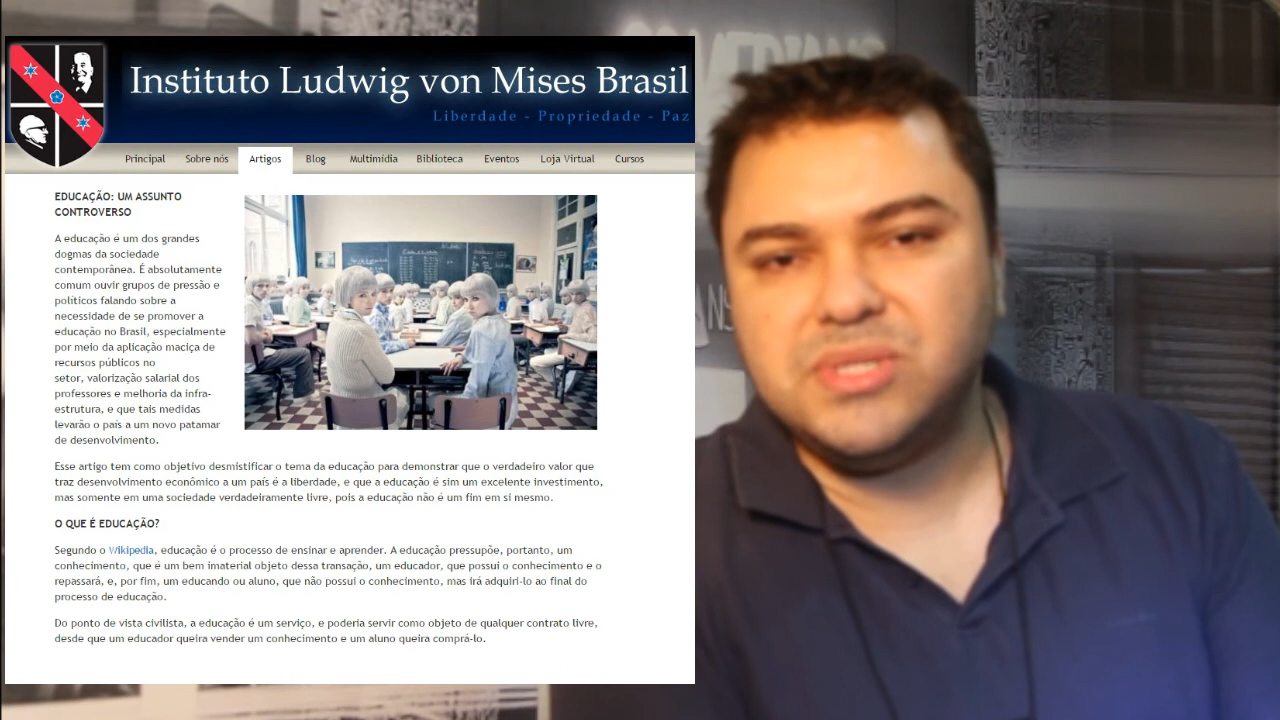 Instituto Ludwig von Mises Brasil
Liberdade - Propriedade - Paz
Principal Sobre nós Artigos Blog Multimídia Biblioteca Eventos Loja Virtual Cursos
EDUCAÇÃO: UM ASSUNTO
CONTROVERSO
A educação é um dos grandes
dogmas da sociedade
contemporânea. É absolutamente
comum ouvir grupos de pressão e
políticos falando sobre a
necessidade de se promover a
educação no Brasil, especialmente
por meio da aplicação maciça de
recursos públicos no
setor, valorização salarial dos
professores e melhoria da infra-
estrutura, e que tais medidas
levarão o país a um novo patamar
de desenvolvimento.
Esse artigo tem como objetivo desmistificar o tema da educação para demonstrar que o verdadeiro valor que
traz desenvolvimento econômico a um país é a liberdade, e que a educação é sim um excelente investimento,
mas somente em uma sociedade verdadeiramente livre, pois a educação não é um fim em si mesmo.
O QUE É EDUCAÇÃO?
Segundo o Wikipedia, educação é o processo de ensinar e aprender. A educação pressupõe, portanto, um
conhecimento, que é um bem imaterial objeto dessa transação, um educador, que possui o conhecimento e o
repassará, e, por fim, um educando ou aluno, que não possui o conhecimento, mas irá adquiri-lo ao final do
processo de educação.
Do ponto de vista civilista, a educação é um serviço, e poderia servir como objeto de qualquer contrato livre,
desde que um educador queira vender um conhecimento e um aluno queira comprá-lo.